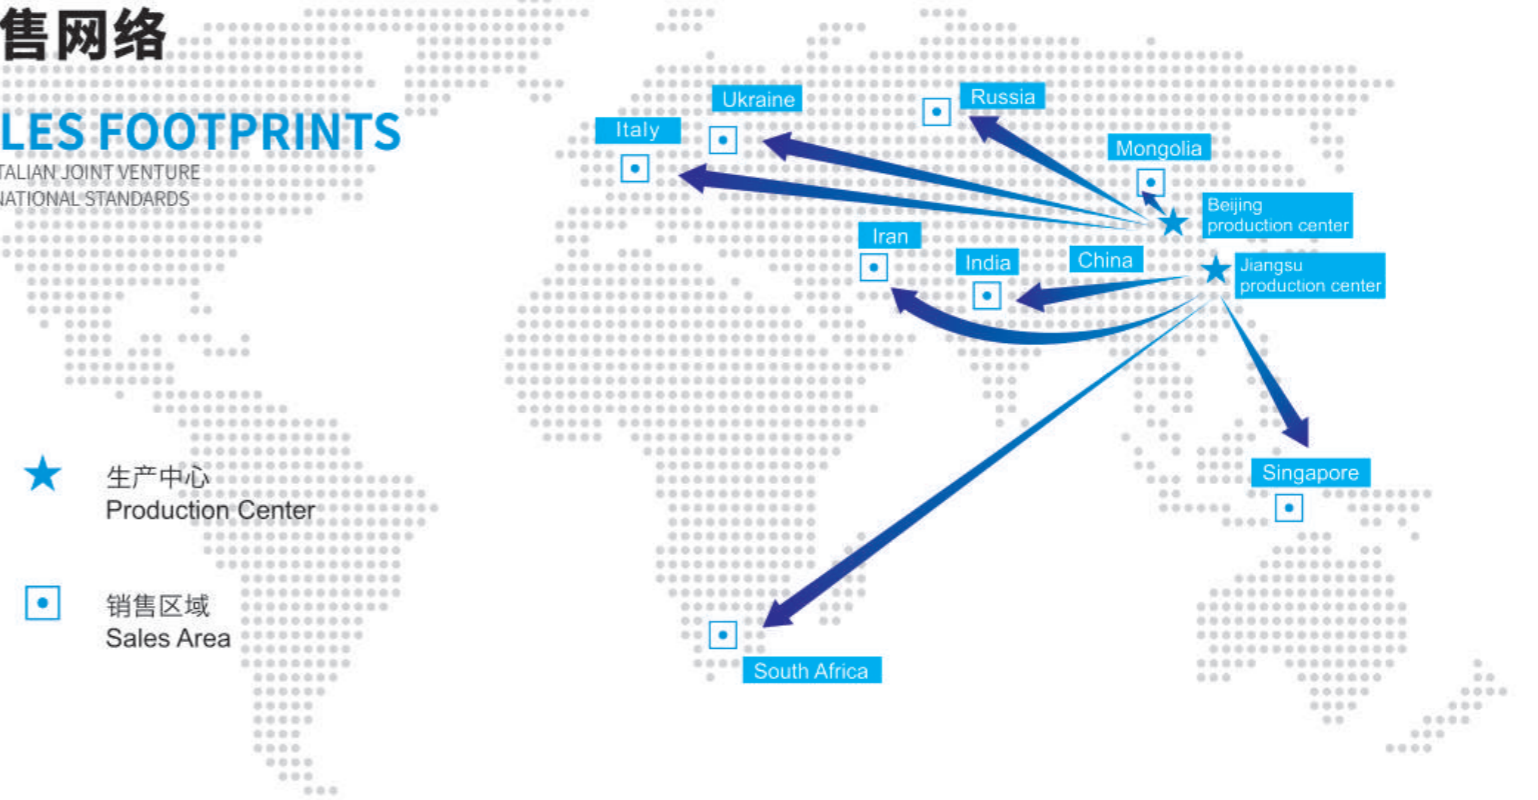 售网络
LES FOOTPRINTS
TALIAN JOINT VENTURE
NATIONAL STANDARDS
Ukraine
Russia
Italy
Mongolia
Beijing
production center
Iran
India
China
Jiangsu
production center
Singapore
South Africa
生产中心
Production Center
销售区域
Sales Area